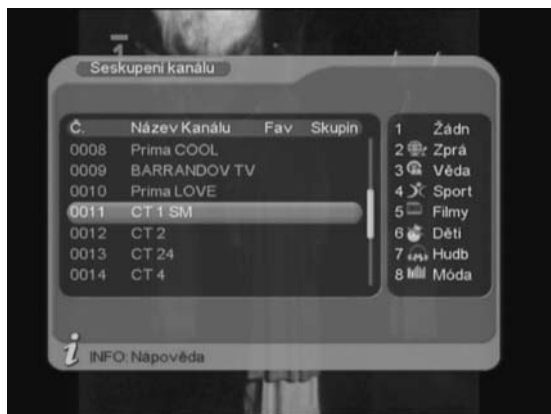 1
Seskupení kanálu
Č. Název Kanálu Fav Skupin
0008 Prima COOL
0009 BARRANDOV TV
0010 Prima LOVE
0011 CT 1 SM
0012 CT 2
0013 CT 24
0014 CT 4
1 Žádn
2 Zprá
3 Věda
4 Sport
5 Filmy
6 Děti
7 Hudb
8 Móda
i INFO: Nápověda